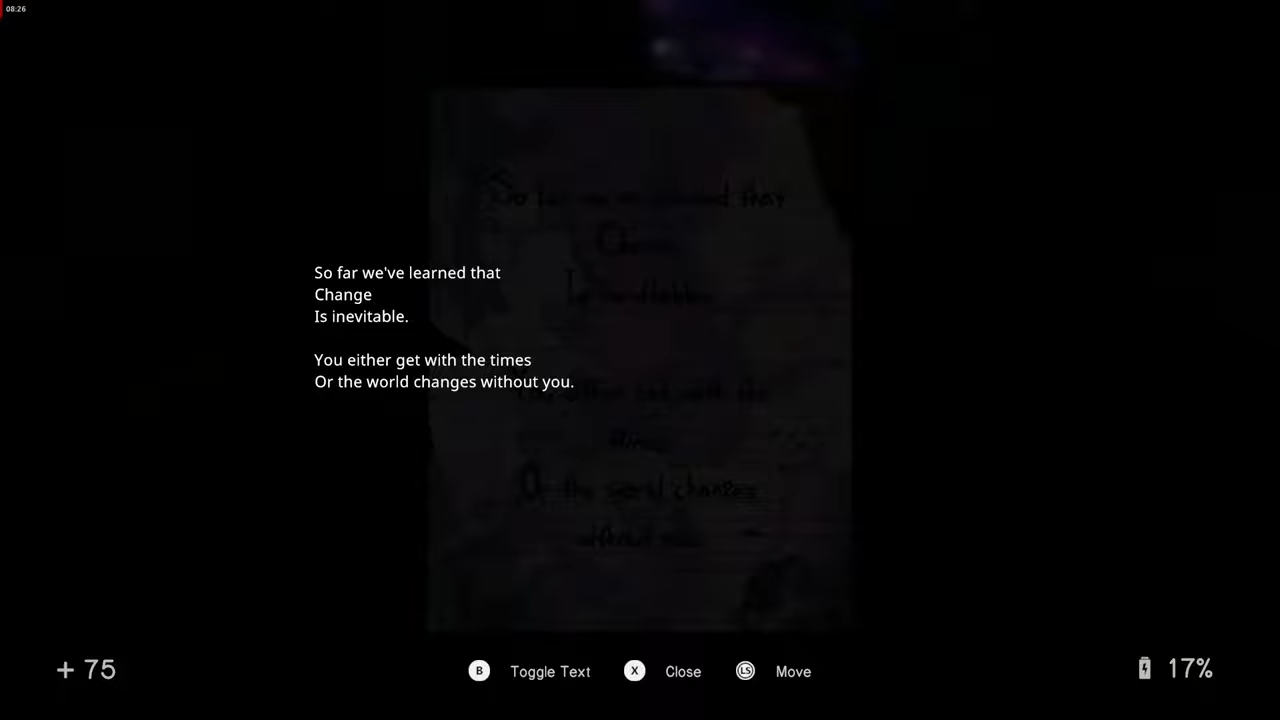 08:26
So far we've learned that
Change
Is inevitable.
You either get with the times
Or the world changes without you.
+ 75
B Toggle Text X Close LS Move
17%